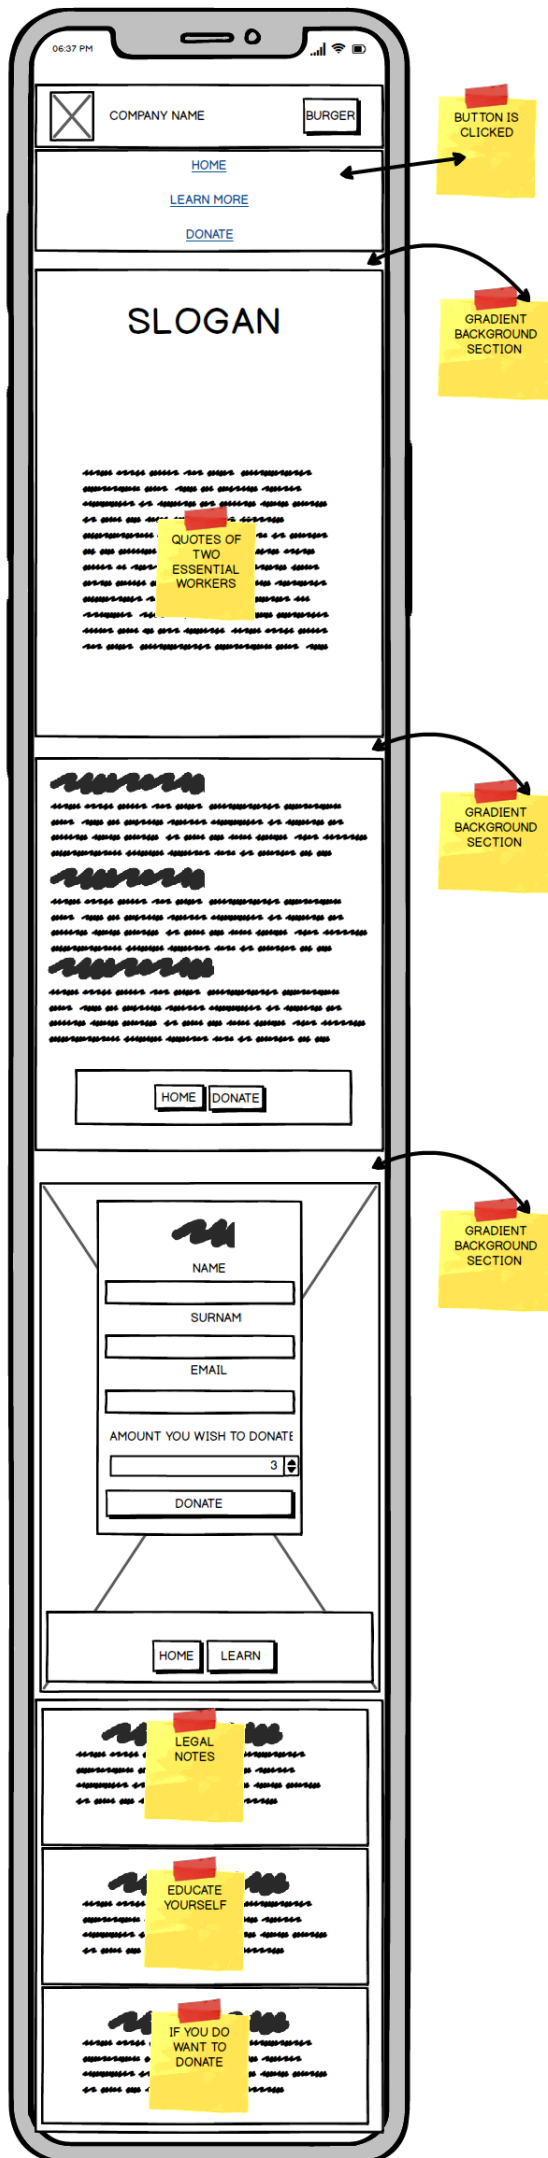 06:37 PM
COMPANY NAME
BURGER
BUTTON IS
CLICKED
HOME
LEARN MORE
DONATE
GRADIENT
BACKGROUND
SECTION
SLOGAN
QUOTES OF
TWO
ESSENTIAL
WORKERS
GRADIENT
BACKGROUND
SECTION
HOME
DONATE
GRADIENT
BACKGROUND
SECTION
NAME
SURNAM
EMAIL
AMOUNT YOU WISH TO DONATE
3
DONATE
HOME
LEARN
LEGAL
NOTES
EDUCATE
YOURSELF
IF YOU DO
WANT TO
DONATE